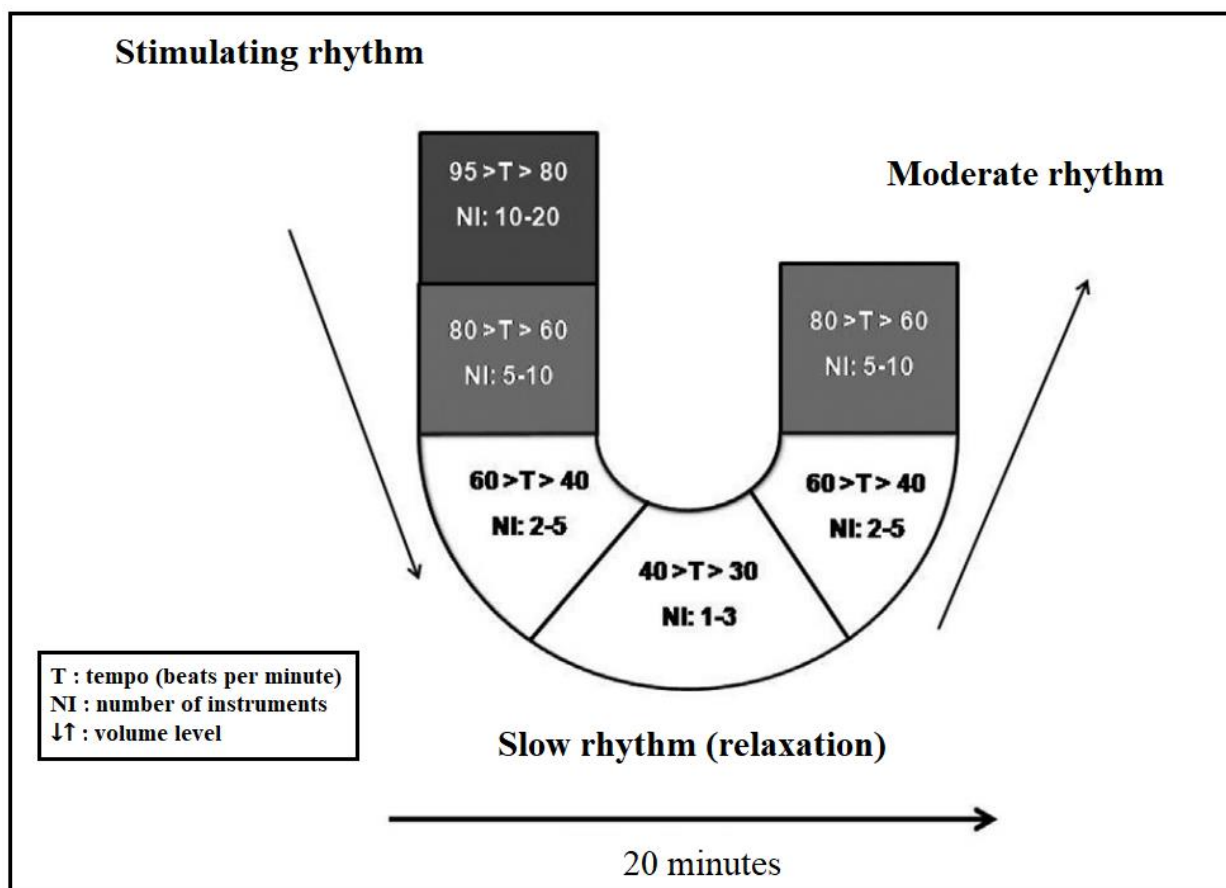 Stimulating rhythm
Moderate rhythm
95 >T > 80
NI: 10-20
80 >T > 60
NI: 5-10
80 >T > 60
NI: 5-10
60 >T > 40
NI: 2-5
60 >T > 40
NI: 2-5
40 >T > 30
NI: 1-3
T : tempo (beats per minute)
NI : number of instruments
↓↑ : volume level
Slow rhythm (relaxation)
20 minutes